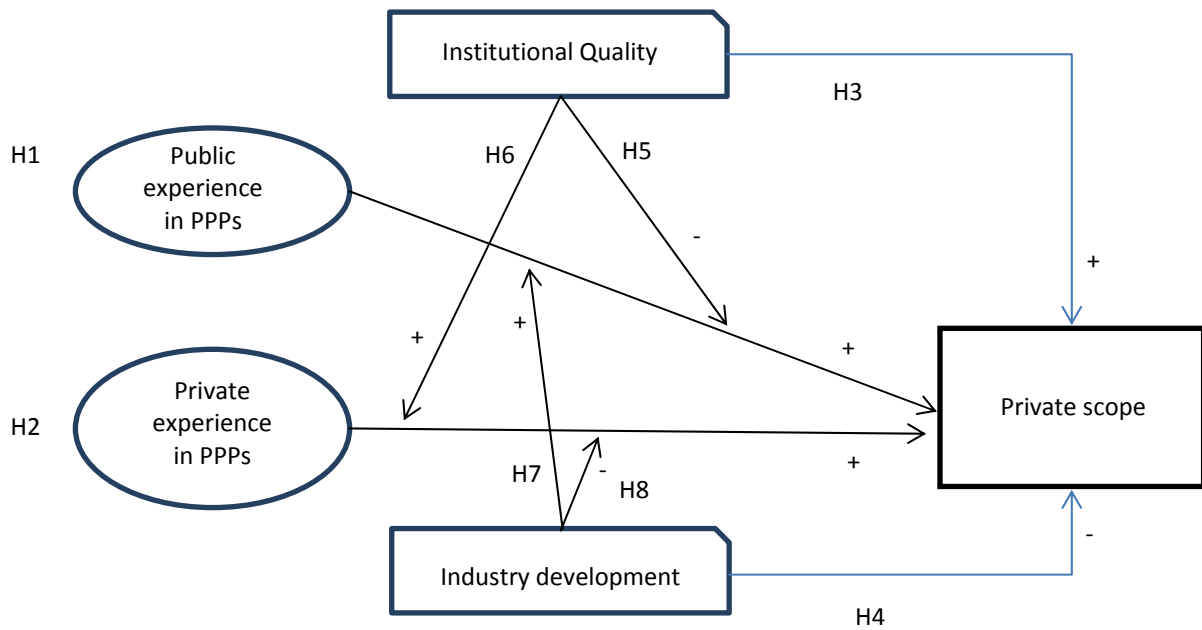 Institutional Quality
H3
H1
Public
experience
in PPPs
H6
H5
-
+
+
+
+
Private scope
H2
Private
experience
in PPPs
+
H7
-
H8
-
Industry development
H4